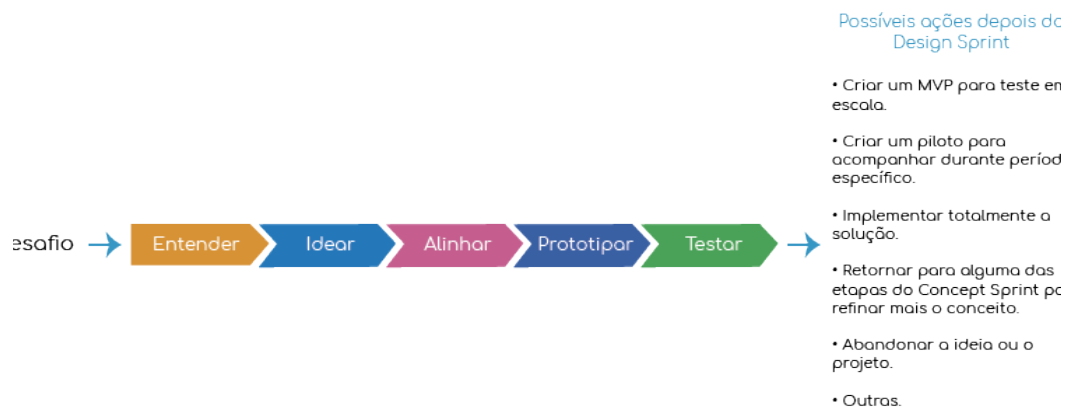 esafio
Entender
Idear
Alinhar
Prototipar
Testar
Possíveis ações depois do
Design Sprint
• Criar um MVP para teste em
escala.
• Criar um piloto para
acompanhar durante períod
específico.
• Implementar totalmente a
solução.
• Retornar para alguma das
etapas do Concept Sprint pa
refinar mais o conceito.
• Abandonar a ideia ou o
projeto.
• Outras.